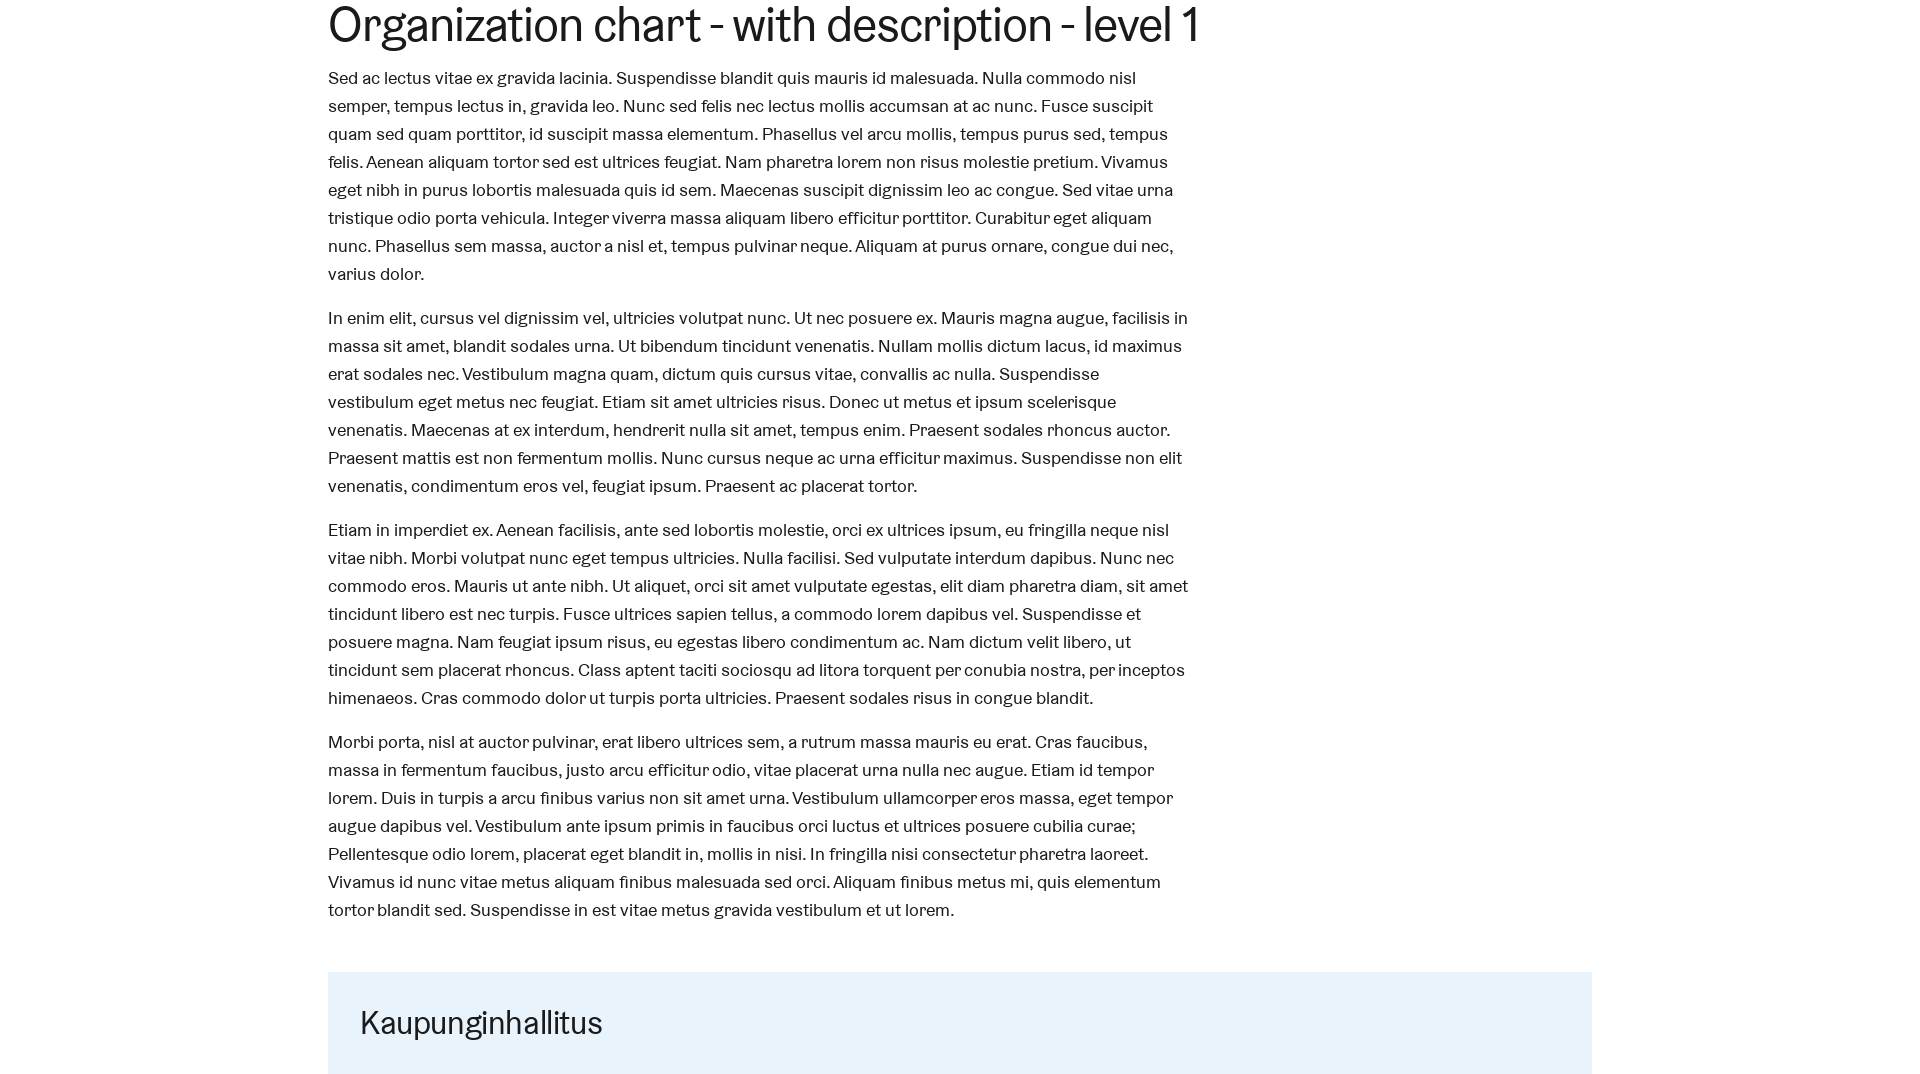 Organization chart - with description - level 1
Sed ac lectus vitae ex gravida lacinia. Suspendisse blandit quis mauris id malesuada. Nulla commodo nisl
semper, tempus lectus in, gravida leo. Nunc sed felis nec lectus mollis accumsan at ac nunc. Fusce suscipit
quam sed quam porttitor, id suscipit massa elementum. Phasellus vel arcu mollis, tempus purus sed, tempus
felis. Aenean aliquam tortor sed est ultrices feugiat. Nam pharetra lorem non risus molestie pretium. Vivamus
eget nibh in purus lobortis malesuada quis id sem. Maecenas suscipit dignissim leo ac congue. Sed vitae urna
tristique odio porta vehicula. Integer viverra massa aliquam libero efficitur porttitor. Curabitur eget aliquam
nunc. Phasellus sem massa, auctor a nisl et, tempus pulvinar neque. Aliquam at purus ornare, congue dui nec,
varius dolor.
In enim elit, cursus vel dignissim vel, ultricies volutpat nunc. Ut nec posuere ex. Mauris magna augue, facilisis in
massa sit amet, blandit sodales urna. Ut bibendum tincidunt venenatis. Nullam mollis dictum lacus, id maximus
erat sodales nec. Vestibulum magna quam, dictum quis cursus vitae, convallis ac nulla. Suspendisse
vestibulum eget metus nec feugiat. Etiam sit amet ultricies risus. Donec ut metus et ipsum scelerisque
venenatis. Maecenas at ex interdum, hendrerit nulla sit amet, tempus enim. Praesent sodales rhoncus auctor.
Praesent mattis est non fermentum mollis. Nunc cursus neque ac urna efficitur maximus. Suspendisse non elit
venenatis, condimentum eros vel, feugiat ipsum. Praesent ac placerat tortor.
Etiam in imperdiet ex. Aenean facilisis, ante sed lobortis molestie, orci ex ultrices ipsum, eu fringilla neque nisl
vitae nibh. Morbi volutpat nunc eget tempus ultricies. Nulla facilisi. Sed vulputate interdum dapibus. Nunc nec
commodo eros. Mauris ut ante nibh. Ut aliquet, orci sit amet vulputate egestas, elit diam pharetra diam, sit amet
tincidunt libero est nec turpis. Fusce ultrices sapien tellus, a commodo lorem dapibus vel. Suspendisse et
posuere magna. Nam feugiat ipsum risus, eu egestas libero condimentum ac. Nam dictum velit libero, ut
tincidunt sem placerat rhoncus. Class aptent taciti sociosqu ad litora torquent per conubia nostra, per inceptos
himenaeos. Cras commodo dolor ut turpis porta ultricies. Praesent sodales risus in congue blandit.
Morbi porta, nisl at auctor pulvinar, erat libero ultrices sem, a rutrum massa mauris eu erat. Cras faucibus,
massa in fermentum faucibus, justo arcu efficitur odio, vitae placerat urna nulla nec augue. Etiam id tempor
lorem. Duis in turpis a arcu finibus varius non sit amet urna. Vestibulum ullamcorper eros massa, eget tempor
augue dapibus vel. Vestibulum ante ipsum primis in faucibus orci luctus et ultrices posuere cubilia curae;
Pellentesque odio lorem, placerat eget blandit in, mollis in nisi. In fringilla nisi consectetur pharetra laoreet.
Vivamus id nunc vitae metus aliquam finibus malesuada sed orci. Aliquam finibus metus mi, quis elementum
tortor blandit sed. Suspendisse in est vitae metus gravida vestibulum et ut lorem.
Kaupunginhallitus